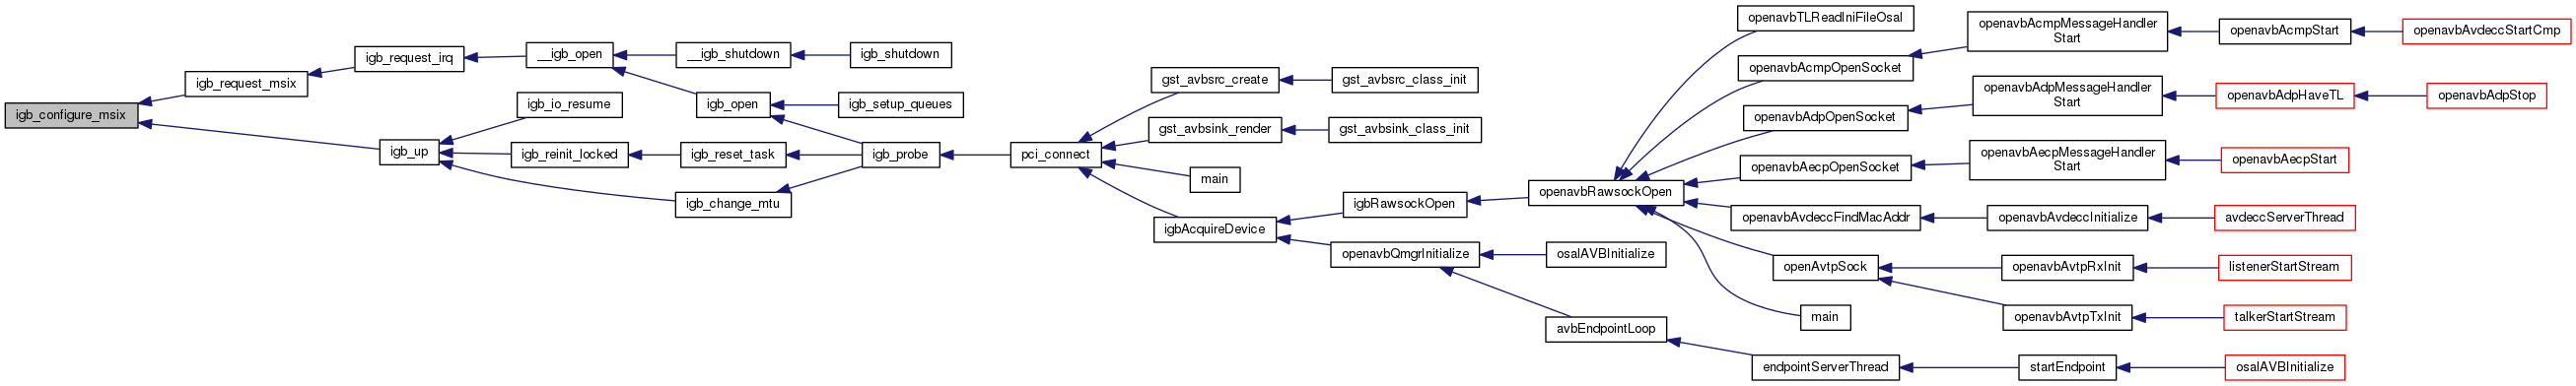 igb_configure_msix
igb_request_msix
igb_request_irq
__igb_open
__igb_shutdown
igb_shutdown
igb_open
igb_setup_queues
igb_up
igb_io_resume
igb_reinit_locked
igb_reset_task
igb_probe
igb_change_mtu
pci_connect
gst_avbsrc_create
gst_avbsrc_class_init
gst_avbsink_render
gst_avbsink_class_init
main
igbAcquireDevice
igbRawsockOpen
openavbQmgrInitialize
osalAVBInitialize
avbEndpointLoop
endpointServerThread
startEndpoint
osalAVBInitialize
openavbRawsockOpen
openavbTLReadIniFileOsal
openavbAcmpOpenSocket
openavbAcmpMessageHandler
Start
openavbAcmpStart
openavbAvdeccStartCmp
openavbAdpOpenSocket
openavbAdpMessageHandler
Start
openavbAdpHaveTL
openavbAdpStop
openavbAecpOpenSocket
openavbAecpMessageHandler
Start
openavbAecpStart
openavbAvdeccFindMacAddr
openavbAvdeccInitialize
avdeccServerThread
openAvtpSock
openavbAvtpRxInit
listenerStartStream
openavbAvtpTxInit
talkerStartStream
main